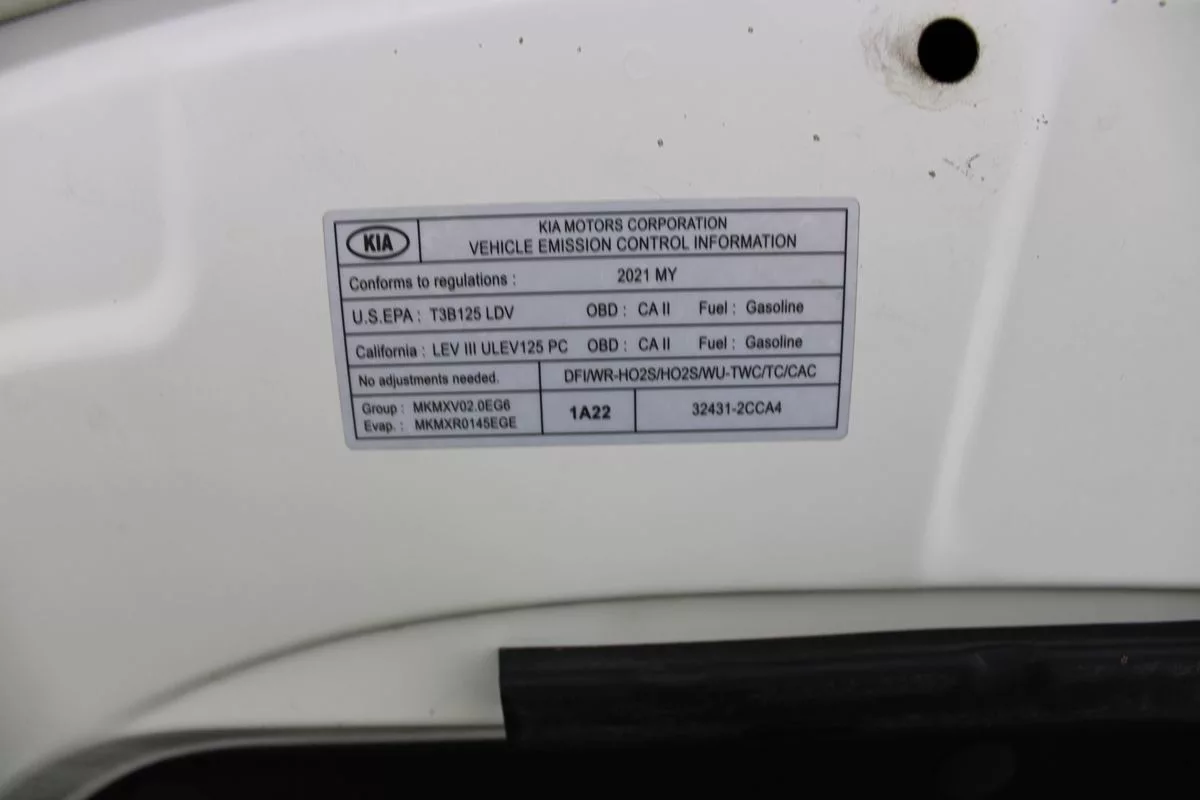 KIA
KIA MOTORS CORPORATION
VEHICLE EMISSION CONTROL INFORMATION
Conforms to regulations : 2021 MY
U.S.EPA : T3B125 LDV OBD : CA II Fuel : Gasoline
California : LEV III ULEV125 PC OBD : CA II Fuel : Gasoline
No adjustments needed. DFI/WR-HO2S/HO2S/WU-TWC/TC/CAC
Group : MKMXV02.0EG6
Evap. : MKMXR0145EGE
1A22
32431-2CCA4